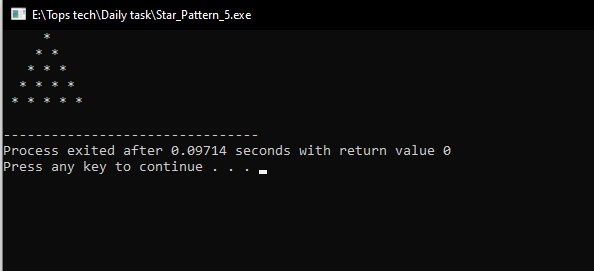 E:\Tops tech\Daily task\Star_Pattern_5.exe
     *
    * *
   * * *
  * * * *
 * * * * *
--------------------------------
Process exited after 0.09714 seconds with return value 0
Press any key to continue . . .